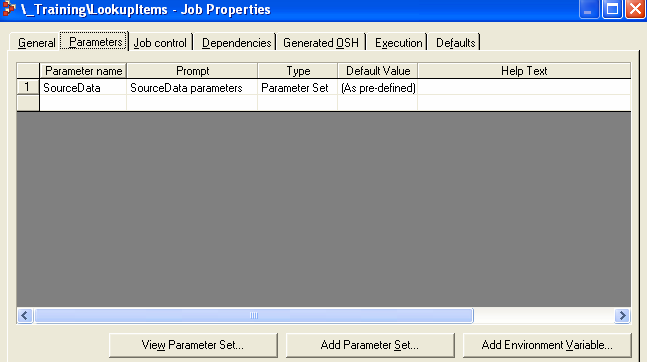 \_Training\LookupItems - Job Properties
General Parameters Job control Dependencies Generated OSH Execution Defaults
Parameter name Prompt Type Default Value Help Text
1 SourceData SourceData parameters Parameter Set (As pre-defined)
View Parameter Set... Add Parameter Set... Add Environment Variable...